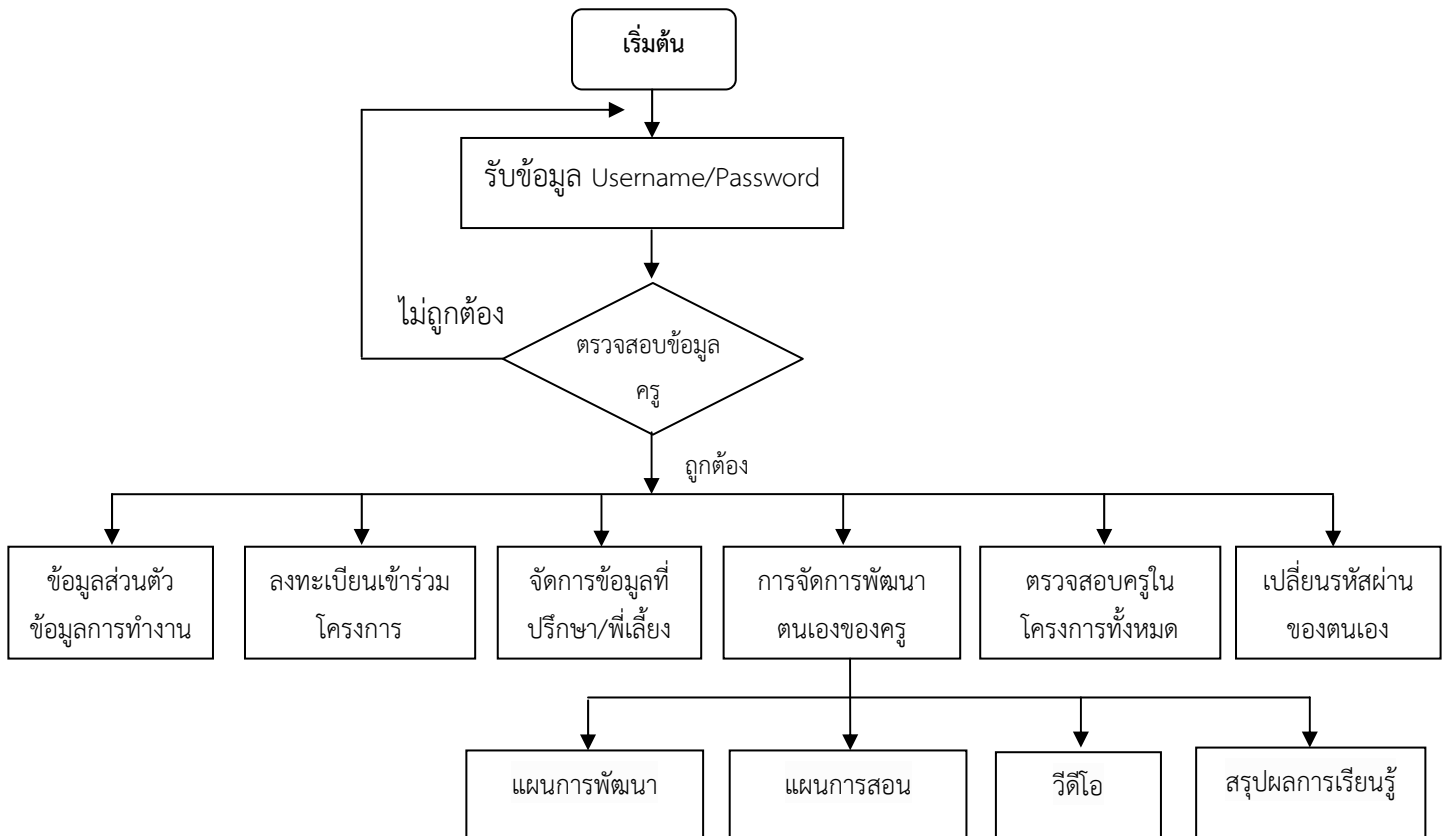 เริ่มต้น
รับข้อมูล Username/Password
ไม่ถูกต้อง
ตรวจสอบข้อมูล
ครู
ถูกต้อง
ข้อมูลส่วนตัว
ข้อมูลการทำงาน
ลงทะเบียนเข้าร่วม
โครงการ
จัดการข้อมูลที่
ปรึกษา/พี่เลี้ยง
การจัดการพัฒนา
ตนเองของครู
ตรวจสอบครูใน
โครงการทั้งหมด
เปลี่ยนรหัสผ่าน
ของตนเอง
แผนการพัฒนา
แผนการสอน
วีดีโอ
สรุปผลการเรียนรู้